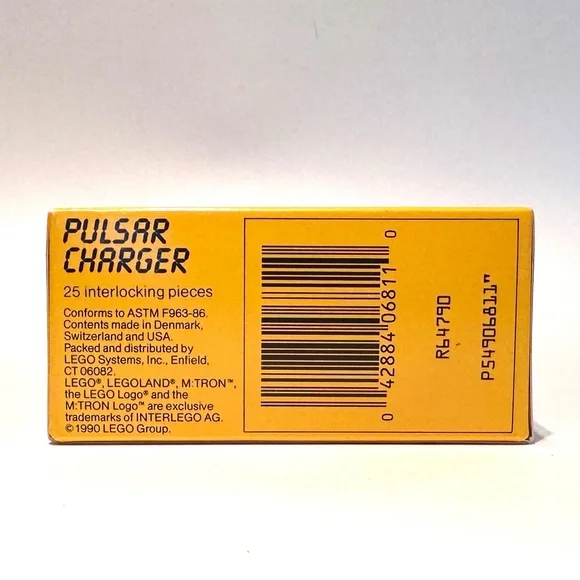 PULSAR
CHARGER
25 interlocking pieces
Conforms to ASTM F963-86.
Contents made in Denmark,
Switzerland and USA.
Packed and distributed by
LEGO Systems, Inc., Enfield,
CT 06082.
LEGO®, LEGOLAND®, M:TRON™,
the LEGO Logo® and the
M:TRON Logo™ are exclusive
trademarks of INTERLEGO AG.
©1990 LEGO Group.
0 42884 06811 0
R64790
P54906811"